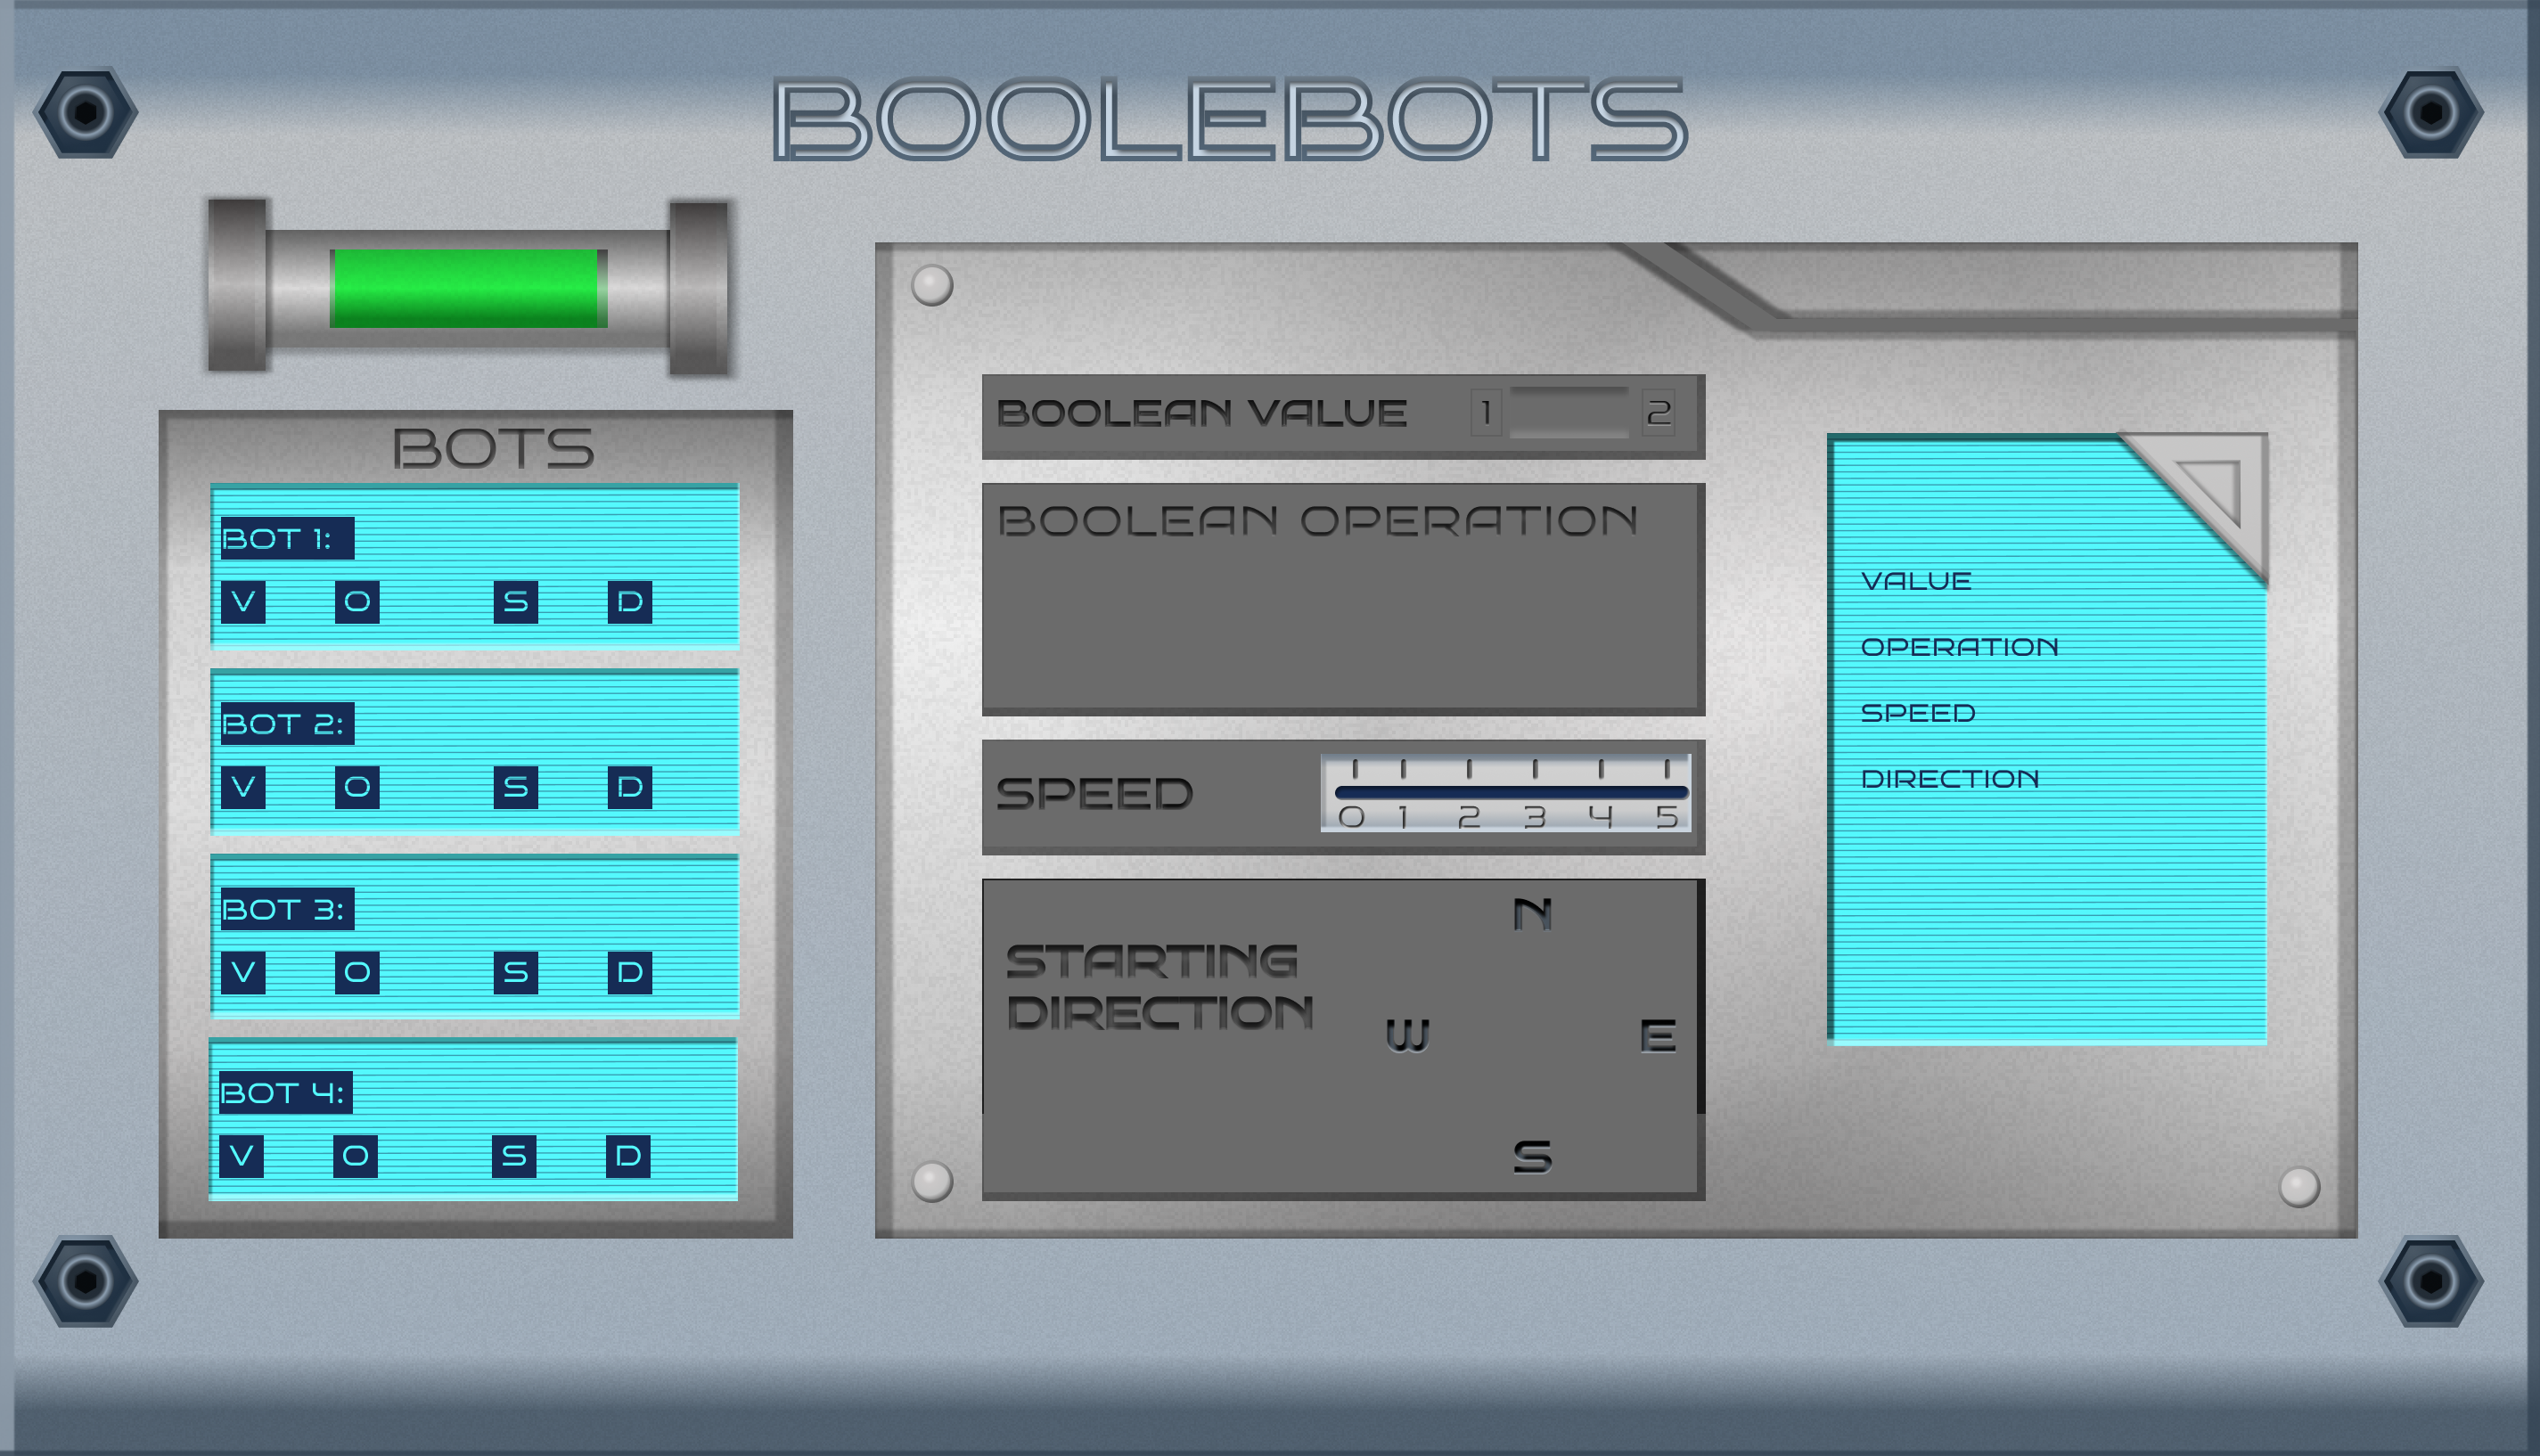 BOOLEBOTS
BOTS
BOT 1:
V O S D
BOT 2:
V O S D
BOT 3:
V O S D
BOT 4:
V O S D
BOOLEAN VALUE 1 2
BOOLEAN OPERATION
SPEED
0 1 2 3 4 5
STARTING
DIRECTION
N
W E
S
VALUE
OPERATION
SPEED
DIRECTION